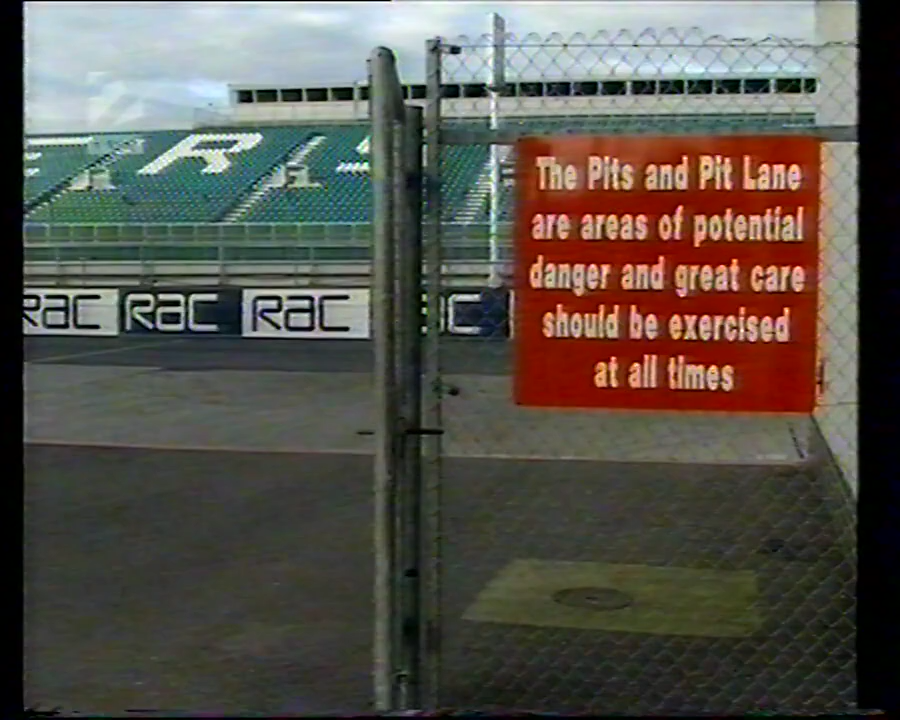 The Pits and Pit Lane
are areas of potential
danger and great care
should be exercised
at all times
RAC
RAC
RAC